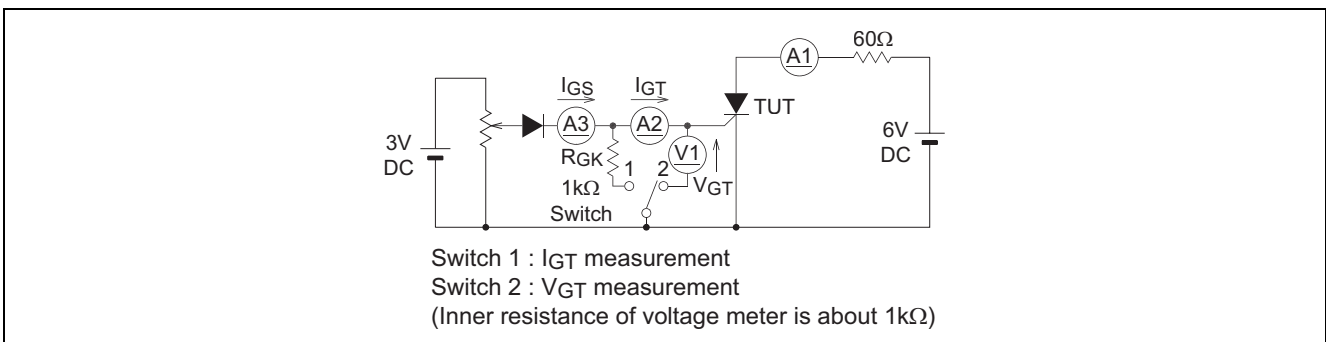 60Ω
A1
IGS
IGT
TUT
A3
A2
3V
DC
6V
DC
RGK
1
2
V1
1kΩ
VGT
Switch
Switch 1 : IGT measurement
Switch 2 : VGT measurement
(Inner resistance of voltage meter is about 1kΩ)